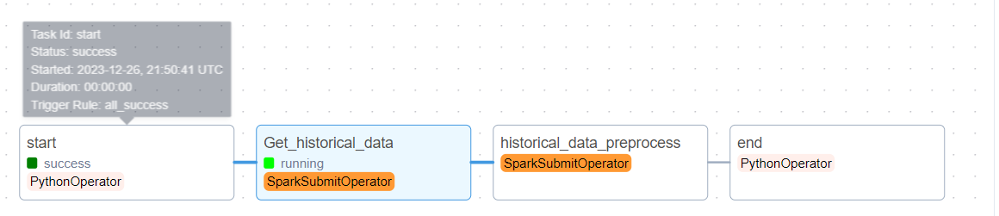 Task Id: start
Status: success
Started: 2023-12-26, 21:50:41 UTC
Duration: 00:00:00
Trigger Rule: all_success
start
success
PythonOperator
Get_historical_data
running
SparkSubmitOperator
historical_data_preprocess
SparkSubmitOperator
end
PythonOperator